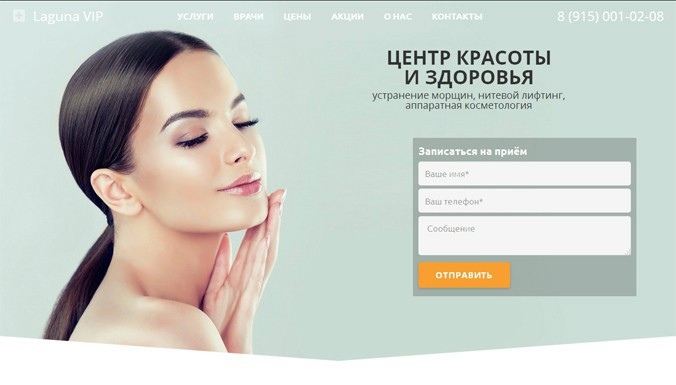 Laguna VIP
УСЛУГИ ВРАЧИ ЦЕНЫ АКЦИИ О НАС КОНТАКТЫ
8 (915) 001-02-08
ЦЕНТР КРАСОТЫ
И ЗДОРОВЬЯ
устранение морщин, нитевой лифтинг,
аппаратная косметология
Записаться на приём
Ваше имя*
Ваш телефон*
Сообщение
ОТПРАВИТЬ